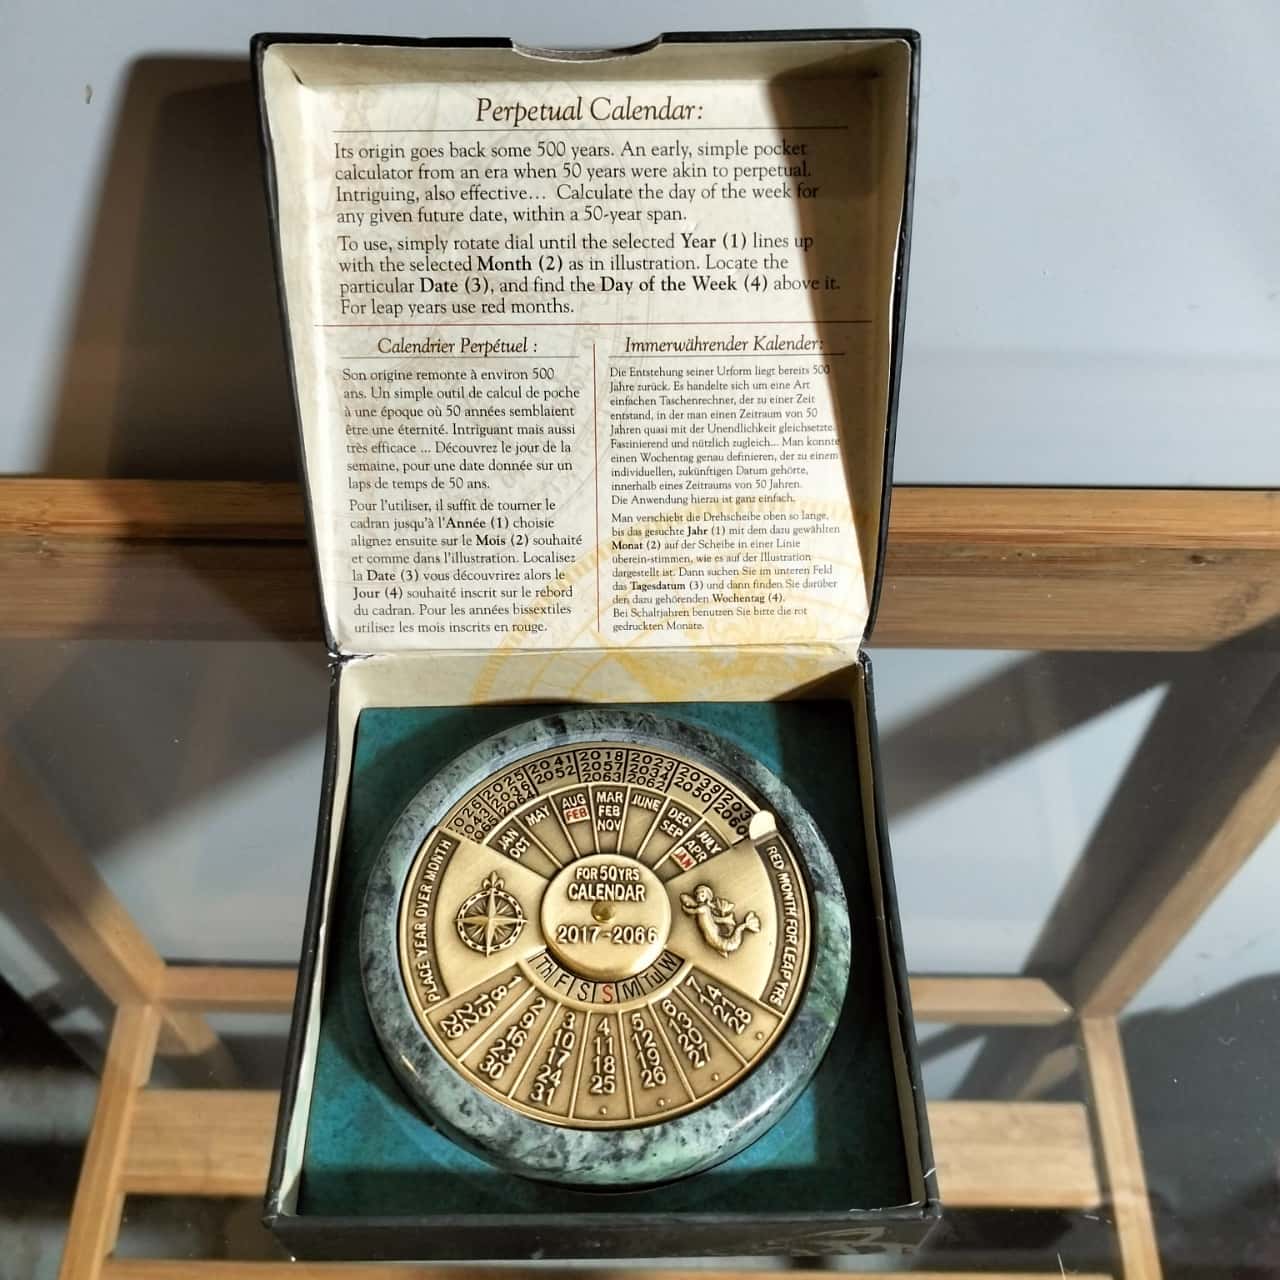 Perpetual Calendar:
Its origin goes back some 500 years. An early, simple pocket
calculator from an era when 50 years were akin to perpetual.
Intriguing, also effective... Calculate the day of the week for
any given future date, within a 50-year span.
To use, simply rotate dial until the selected Year (1) lines up
with the selected Month (2) as in illustration. Locate the
particular Date (3), and find the Day of the Week (4) above it.
For leap years use red months.
Calendrier Perpétuel :
Son origine remonte à environ 500
ans. Un simple outil de calcul de poche
à une époque où 50 années semblaient
être une éternité. Intriguant mais aussi
très efficace ... Découvrez le jour de la
semaine, pour une date donnée sur un
laps de temps de 50 ans.
Pour l'utiliser, il suffit de tourner le
cadran jusqu'à l'Année (1) choisie
alignez ensuite sur le Mois (2) souhaité
et comme dans l'illustration. Localisez
la Date (3) vous découvrirez alors le
Jour (4) souhaité inscrit sur le rebord
du cadran. Pour les années bissextiles
utilisez les mois inscrits en rouge.
Immerwährender Kalender:
Die Entstehung seiner Urform liegt bereits 500
Jahre zurück. Es handelte sich um eine Art
einfachen Taschenrechner, der zu einer Zeit
entstand, in der man einen Zeitraum von 50
Jahren quasi mit der Unendlichkeit gleichsetzte.
Faszinierend und nützlich zugleich... Man konnte
einen Wochentag genau definieren, der zu einem
individuellen, zukünftigen Datum gehörte,
innerhalb eines Zeitraums von 50 Jahren.
Die Anwendung hierzu ist ganz einfach.
Man verschiebt die Drehscheibe oben so lange,
bis das gesuchte Jahr (1) mit dem dazu gewählten
Monat (2) auf der Scheibe in einer Linie
überein-stimmen, wie es auf der Illustration
dargestellt ist. Dann suchen Sie im unteren Feld
das Tagesdatum (3) und dann finden Sie darüber
den dazu gehörenden Wochentag (4).
Bei Schaltjahren benutzen Sie bitte die rot
gedruckten Monate.
2025 2041 2018 2023 2039
2036 2052 2057 2034 2050
2064 2063 2062 2060
JAN MAY AUG MAR JUNE DEC JULY
OCT FEB FEB SEP APR
NOV JAN
PLACE YEAR OVER MONTH
RED MONTH FOR LEAP YRS
FOR 50 YRS
CALENDAR
2017-2066
Th F S S M Tu W
1 2 3 4 5 6 7
8 9 10 11 12 13 14
15 16 17 18 19 20 21
22 23 24 25 26 27 28
29 30 31